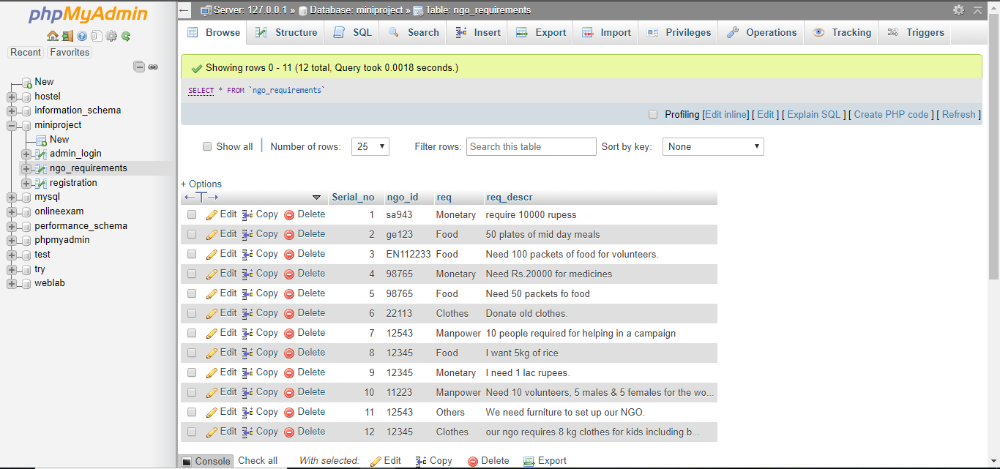 phpMyAdmin
Recent Favorites
New
hostel
information_schema
miniproject
New
admin_login
ngo_requirements
registration
mysql
onlineexam
performance_schema
phpmyadmin
test
try
weblab
Server: 127.0.0.1 » Database: miniproject » Table: ngo_requirements
Browse Structure SQL Search Insert Export Import Privileges Operations Tracking Triggers
Showing rows 0 - 11 (12 total, Query took 0.0018 seconds.)
SELECT * FROM `ngo_requirements`
Profiling [Edit inline] [ Edit ] [ Explain SQL ] [ Create PHP code ] [ Refresh ]
Show all Number of rows: 25 Filter rows: Search this table Sort by key: None
+ Options
←T→ Serial_no ngo_id req req_descr
Edit Copy Delete 1 sa943 Monetary require 10000 rupess
Edit Copy Delete 2 ge123 Food 50 plates of mid day meals
Edit Copy Delete 3 EN112233 Food Need 100 packets of food for volunteers.
Edit Copy Delete 4 98765 Monetary Need Rs.20000 for medicines
Edit Copy Delete 5 98765 Food Need 50 packets fo food
Edit Copy Delete 6 22113 Clothes Donate old clothes.
Edit Copy Delete 7 12543 Manpower 10 people required for helping in a campaign
Edit Copy Delete 8 12345 Food I want 5kg of rice
Edit Copy Delete 9 12345 Monetary I need 1 lac rupees.
Edit Copy Delete 10 11223 Manpower Need 10 volunteers, 5 males & 5 females for the wo...
Edit Copy Delete 11 12543 Others We need furniture to set up our NGO.
Edit Copy Delete 12 12345 Clothes our ngo requires 8 kg clothes for kids including b...
Console Check all With selected: Edit Copy Delete Export